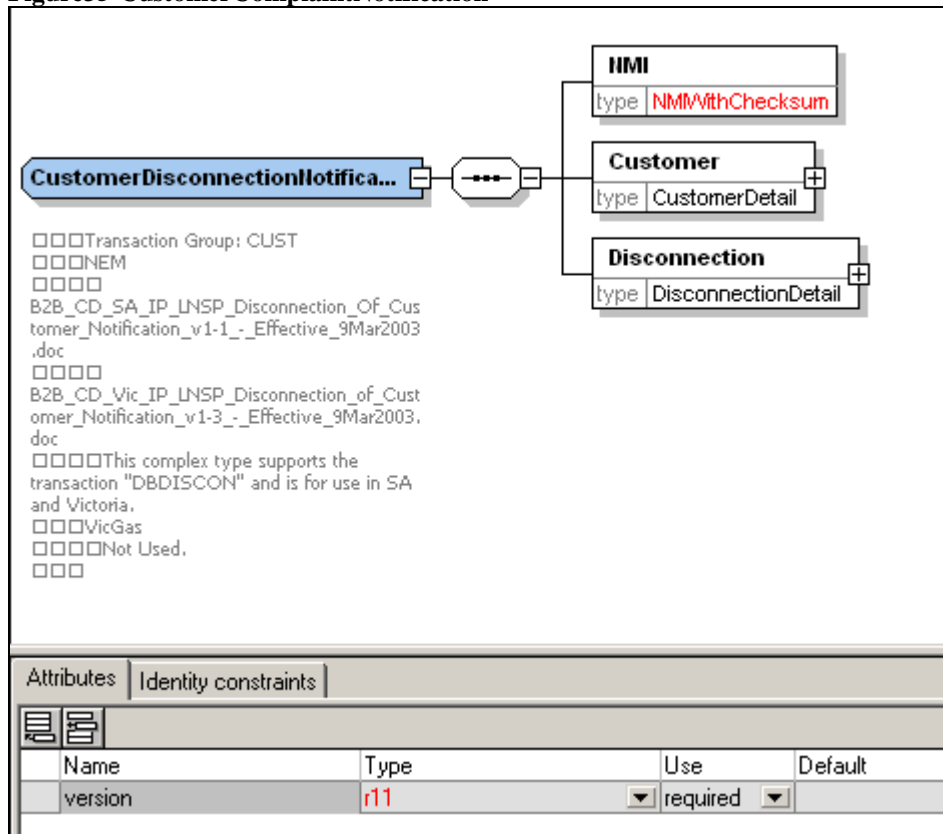 Figure33 CustomerComplaintNotification
NMI
type NMIWithChecksum
Customer
type CustomerDetail
CustomerDisconnectionNotifica...
Disconnection
type DisconnectionDetail
□□□Transaction Group: CUST
□□□NEM
□□□□
B2B_CD_SA_IP_LNSP_Disconnection_Of_Cus
tomer_Notification_v1-1_-_Effective_9Mar2003
.doc
□□□□
B2B_CD_Vic_IP_LNSP_Disconnection_of_Cust
omer_Notification_v1-3_-_Effective_9Mar2003.
doc
□□□□This complex type supports the
transaction "DBDISCON" and is for use in SA
and Victoria.
□□□VicGas
□□□□Not Used.
□□□
Attributes Identity constraints
Name Type Use Default
version r11 required